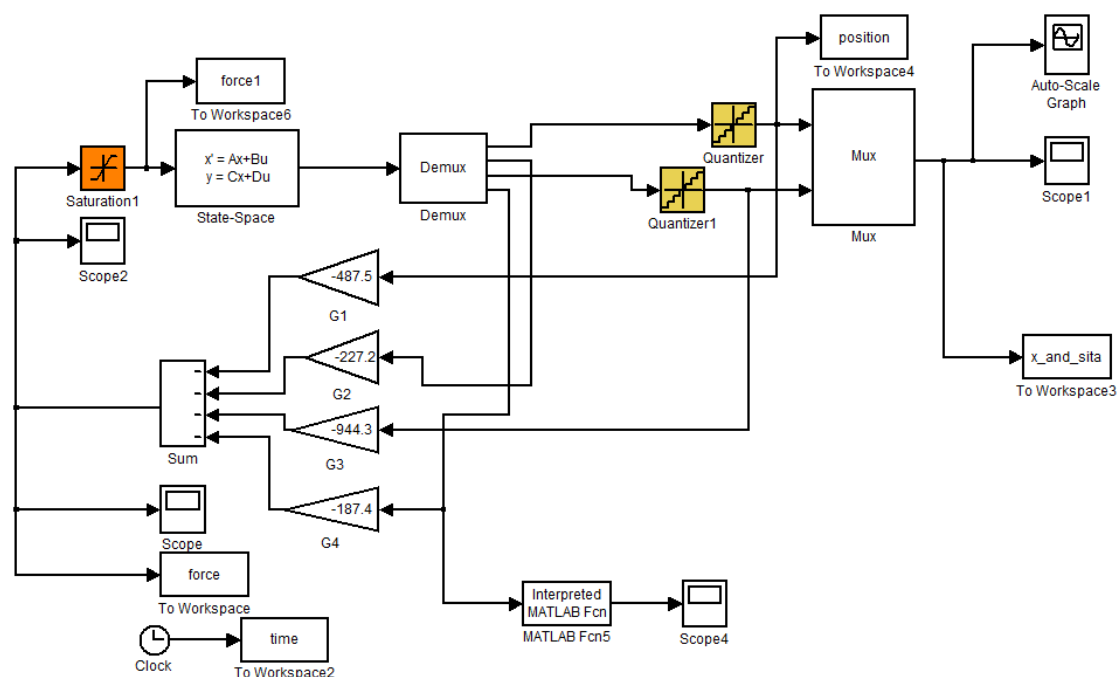 position
To Workspace4
Auto-Scale
Graph
force1
To Workspace6
Saturation1
x' = Ax+Bu
y = Cx+Du
State-Space
Demux
Demux
Quantizer
Quantizer1
Mux
Mux
Scope1
Scope2
-487.5
G1
-227.2
G2
-944.3
G3
-187.4
G4
-
-
-
-
Sum
x_and_sita
To Workspace3
Scope
force
To Workspace
Clock
time
To Workspace2
Interpreted
MATLAB Fcn
MATLAB Fcn5
Scope4